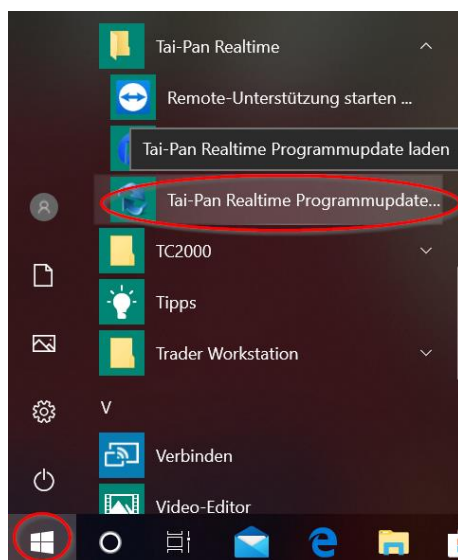 Tai-Pan Realtime
Remote-Unterstützung starten ...
Tai-Pan Realtime Programmupdate laden
Tai-Pan Realtime Programmupdate...
TC2000
Tipps
Trader Workstation
V
Verbinden
Video-Editor